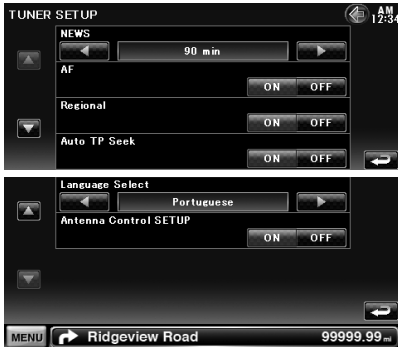 TUNER SETUP
AM
12:34
NEWS
90 min
AF
ON OFF
Regional
ON OFF
Auto TP Seek
ON OFF
Language Select
Portuguese
Antenna Control SETUP
ON OFF
MENU Ridgeview Road 99999.99 mi